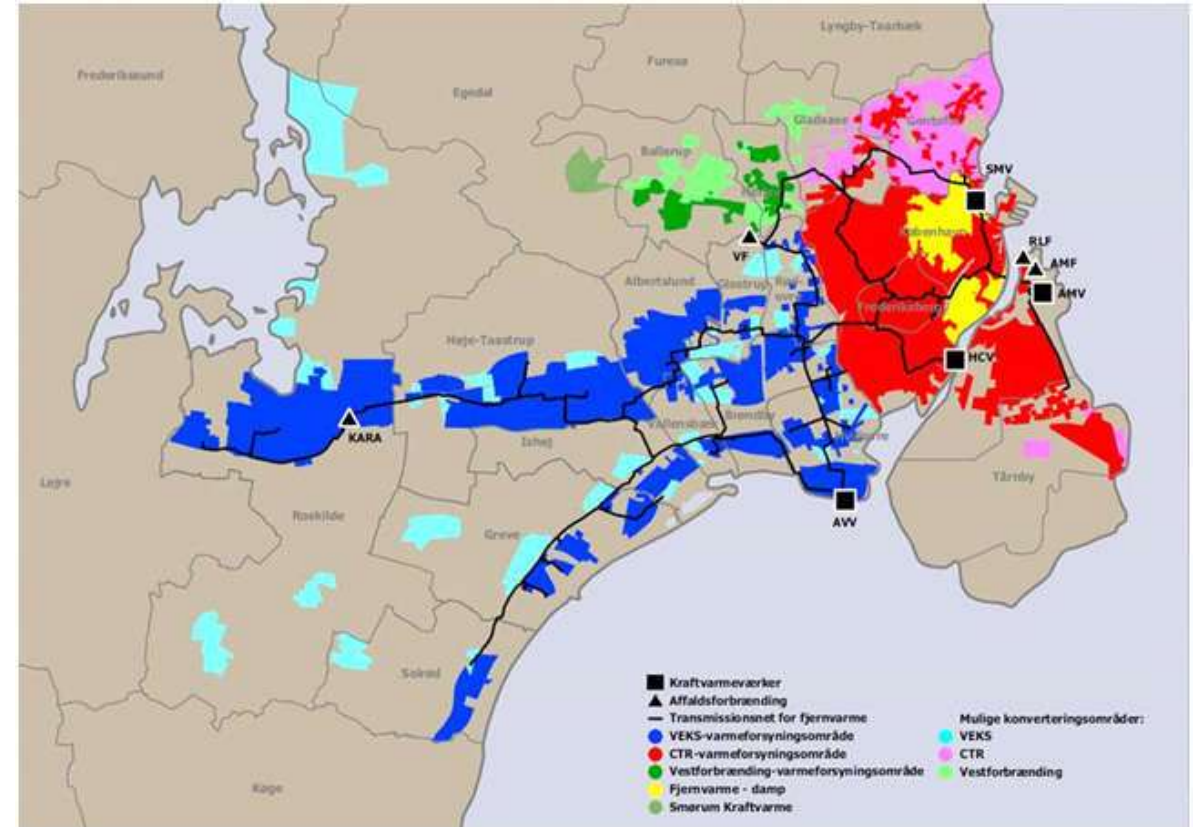 Lyngby-Taarbæk
Frederikssund
Furesø
Egedal
Gladsaxe
Gentofte
Ballerup
SMV
København
RLF
VF
AMF
Albertslund
Glostrup
AMV
Frederiksberg
Høje-Taastrup
HCV
KARA
Vallensbæk
Brøndby
Ishøj
Tårnby
Lejre
AVV
Roskilde
Greve
Solrød
Køge
Kraftvarmeværker
Affaldsforbrænding
Transmissionsnet for fjernvarme
Mulige konverteringsområder:
VEKS-varmeforsyningsområde
VEKS
CTR-varmeforsyningsområde
CTR
Vestforbrænding-varmeforsyningsområde
Vestforbrænding
Fjernvarme - damp
Smørum Kraftvarme